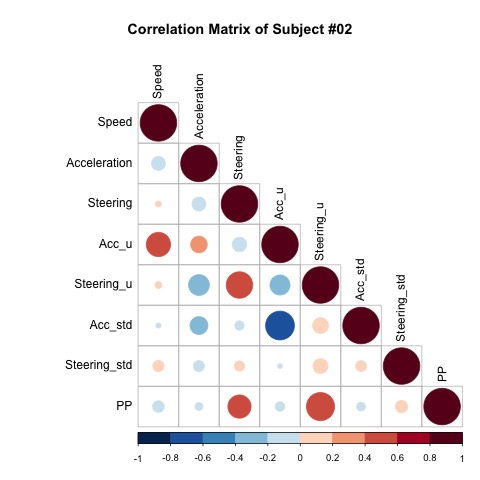 Correlation Matrix of Subject #02
Speed
Acceleration
Steering
Acc_u
Steering_u
Acc_std
Steering_std
PP
Speed
Acceleration
Steering
Acc_u
Steering_u
Acc_std
Steering_std
PP
-1 -0.8 -0.6 -0.4 -0.2 0 0.2 0.4 0.6 0.8 1